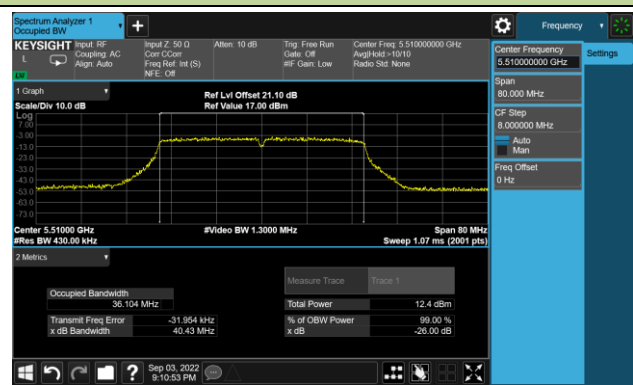 Spectrum Analyzer 1
Occupied BW
+
Frequency
KEYSIGHT
L
Input: RF
Coupling: AC
Align: Auto
Input Z: 50 Ω
Corr CCorr
Freq Ref: Int (S)
NFE: Off
Atten: 10 dB
Trig: Free Run
Gate: Off
#IF Gain: Low
Center Freq: 5.510000000 GHz
Avg|Hold:>10/10
Radio Std: None
Center Frequency
5.510000000 GHz
Settings
Span
80.000 MHz
CF Step
8.000000 MHz
Auto
Man
Freq Offset
0 Hz
1 Graph
Scale/Div 10.0 dB
Ref Lvl Offset 21.10 dB
Ref Value 17.00 dBm
Log
7.00
-3.00
-13.0
-23.0
-33.0
-43.0
-53.0
-63.0
-73.0
Center 5.51000 GHz
#Res BW 430.00 kHz
#Video BW 1.3000 MHz
Span 80 MHz
Sweep 1.07 ms (2001 pts)
2 Metrics
Measure Trace
Trace 1
Occupied Bandwidth
36.104 MHz
Total Power
12.4 dBm
Transmit Freq Error
-31.954 kHz
% of OBW Power
99.00 %
x dB Bandwidth
40.43 MHz
x dB
-26.00 dB
?
Sep 03, 2022
9:10:53 PM